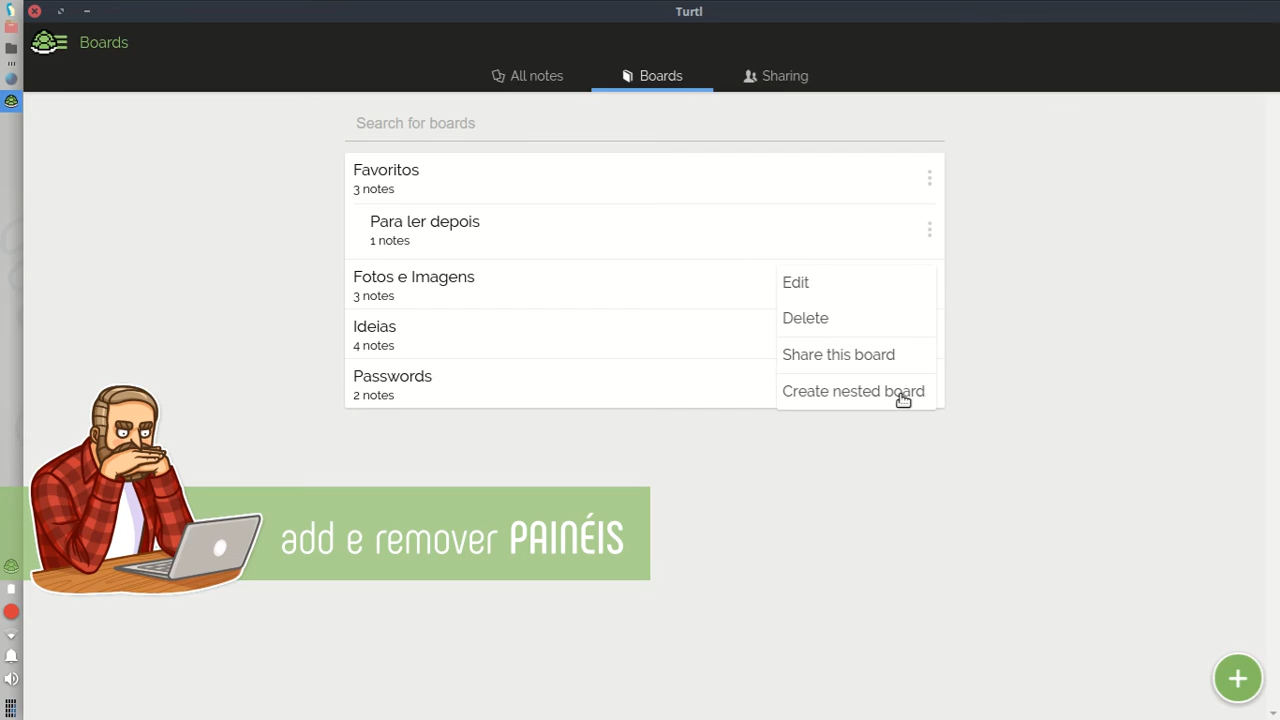 Turtl
Boards
All notes
Boards
Sharing
Search for boards
Favoritos
3 notes
Para ler depois
1 notes
Fotos e Imagens
3 notes
Ideias
4 notes
Passwords
2 notes
Edit
Delete
Share this board
Create nested board
add e remover PAINÉIS